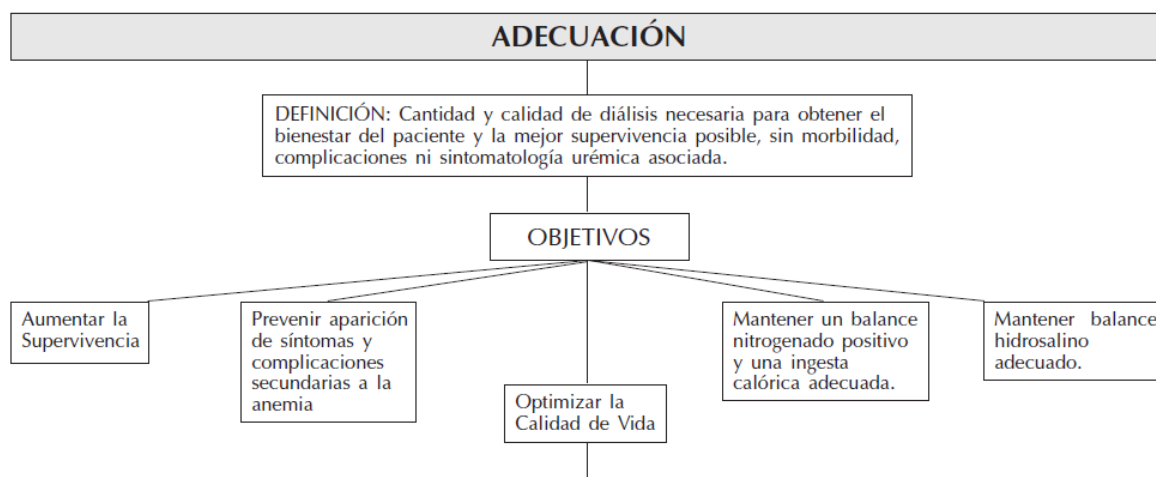 ADECUACIÓN
DEFINICIÓN: Cantidad y calidad de diálisis necesaria para obtener el
bienestar del paciente y la mejor supervivencia posible, sin morbilidad,
complicaciones ni sintomatología urémica asociada.
OBJETIVOS
Aumentar la
Supervivencia
Prevenir aparición
de síntomas y
complicaciones
secundarias a la
anemia
Optimizar la
Calidad de Vida
Mantener un balance
nitrogenado positivo
y una ingesta
calórica adecuada.
Mantener balance
hidrosalino
adecuado.